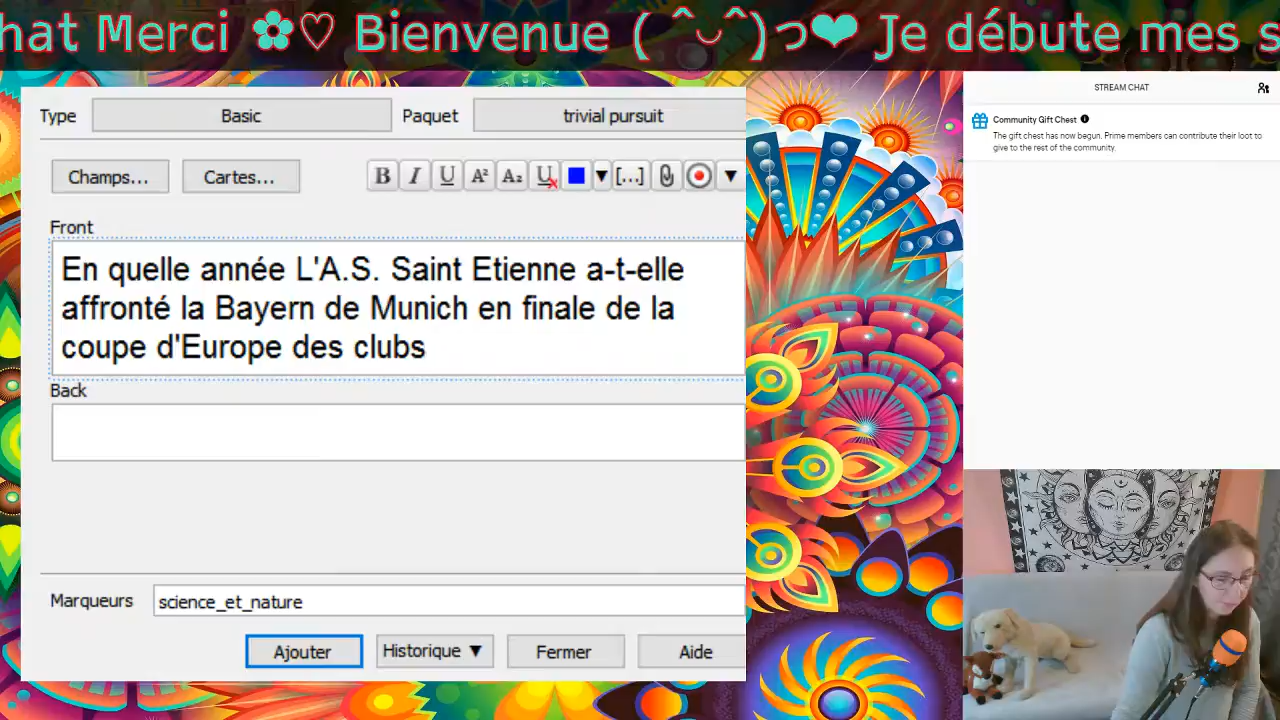 hat Merci ✿♡ Bienvenue ( ˆ⌣ˆ)っ❤ Je débute mes s
Type Basic Paquet trivial pursuit
Champs... Cartes... B I U A² A₂ U [...]
Front
En quelle année L'A.S. Saint Etienne a-t-elle
affronté la Bayern de Munich en finale de la
coupe d'Europe des clubs
Back
Marqueurs science_et_nature
Ajouter Historique ▼ Fermer Aide
STREAM CHAT
Community Gift Chest
The gift chest has now begun. Prime members can contribute their loot to
give to the rest of the community.